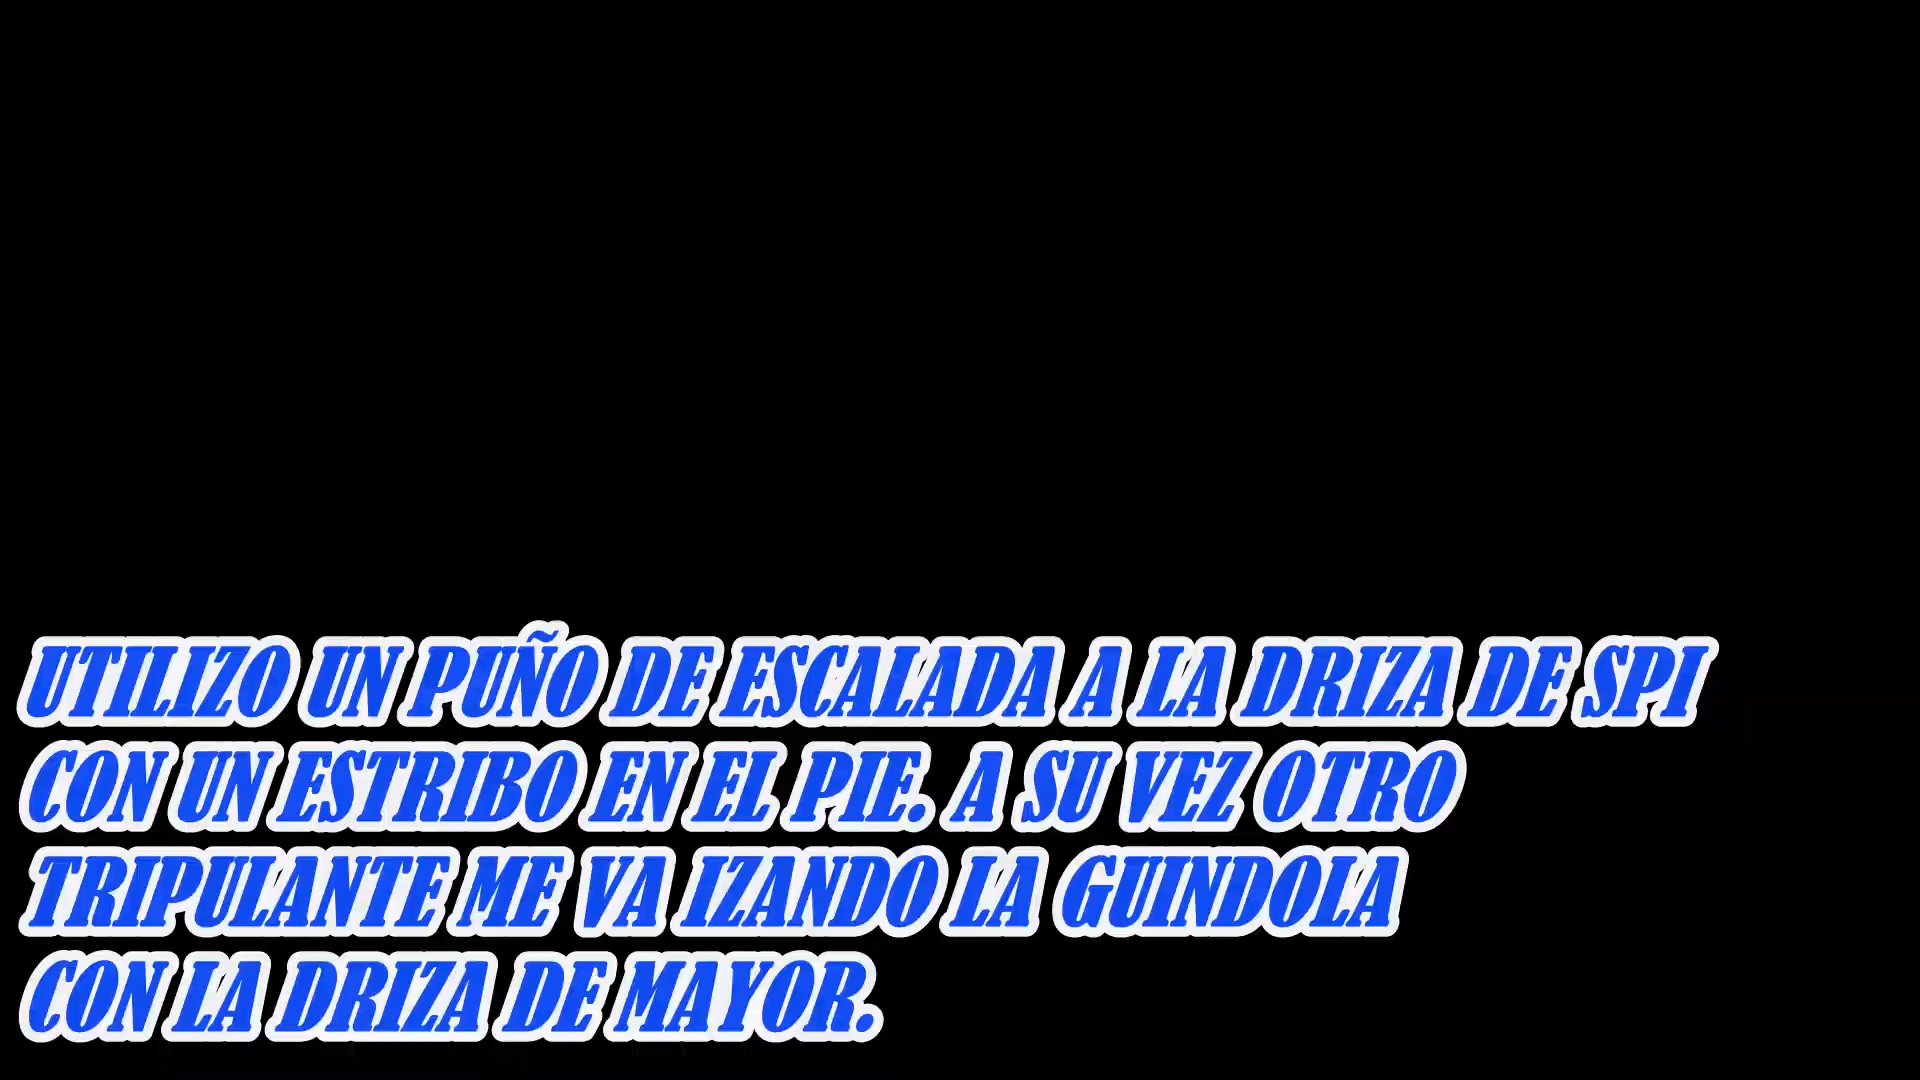 UTILIZO UN PUÑO DE ESCALADA A LA DRIZA DE SPI
CON UN ESTRIBO EN EL PIE. A SU VEZ OTRO
TRIPULANTE ME VA IZANDO LA GUINDOLA
CON LA DRIZA DE MAYOR.